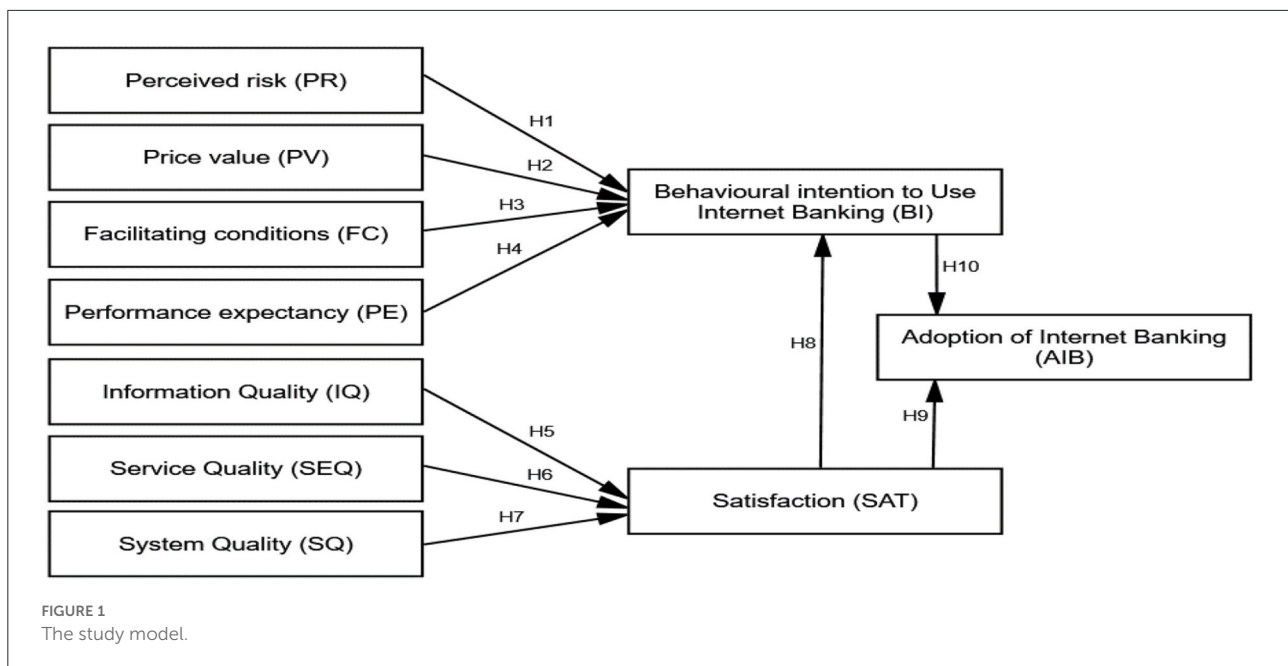 Perceived risk (PR)
Price value (PV)
Facilitating conditions (FC)
Performance expectancy (PE)
Information Quality (IQ)
Service Quality (SEQ)
System Quality (SQ)
H1
H2
H3
H4
H5
H6
H7
Behavioural intention to Use
Internet Banking (BI)
H8
H10
Adoption of Internet Banking
(AIB)
H9
Satisfaction (SAT)
FIGURE 1
The study model.